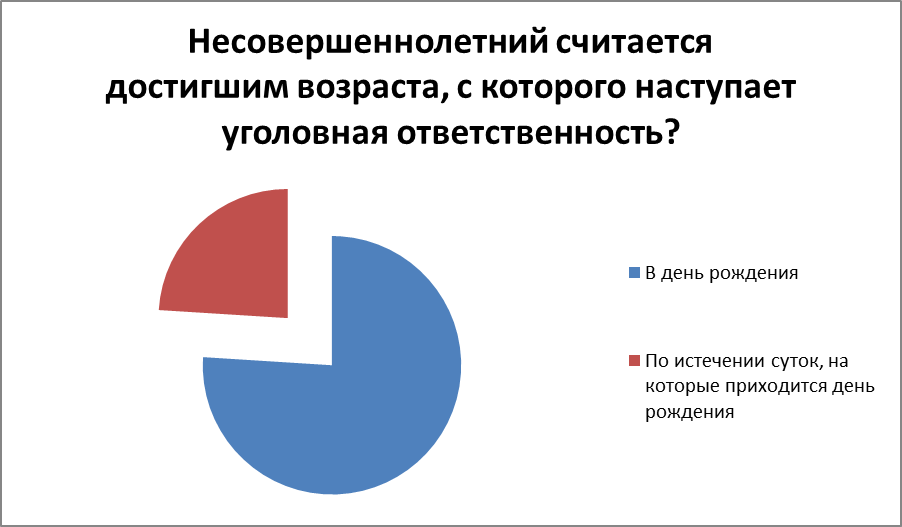 Несовершеннолетний считается
достигшим возраста, с которого наступает
уголовная ответственность?
В день рождения
По истечении суток, на
которые приходится день
рождения